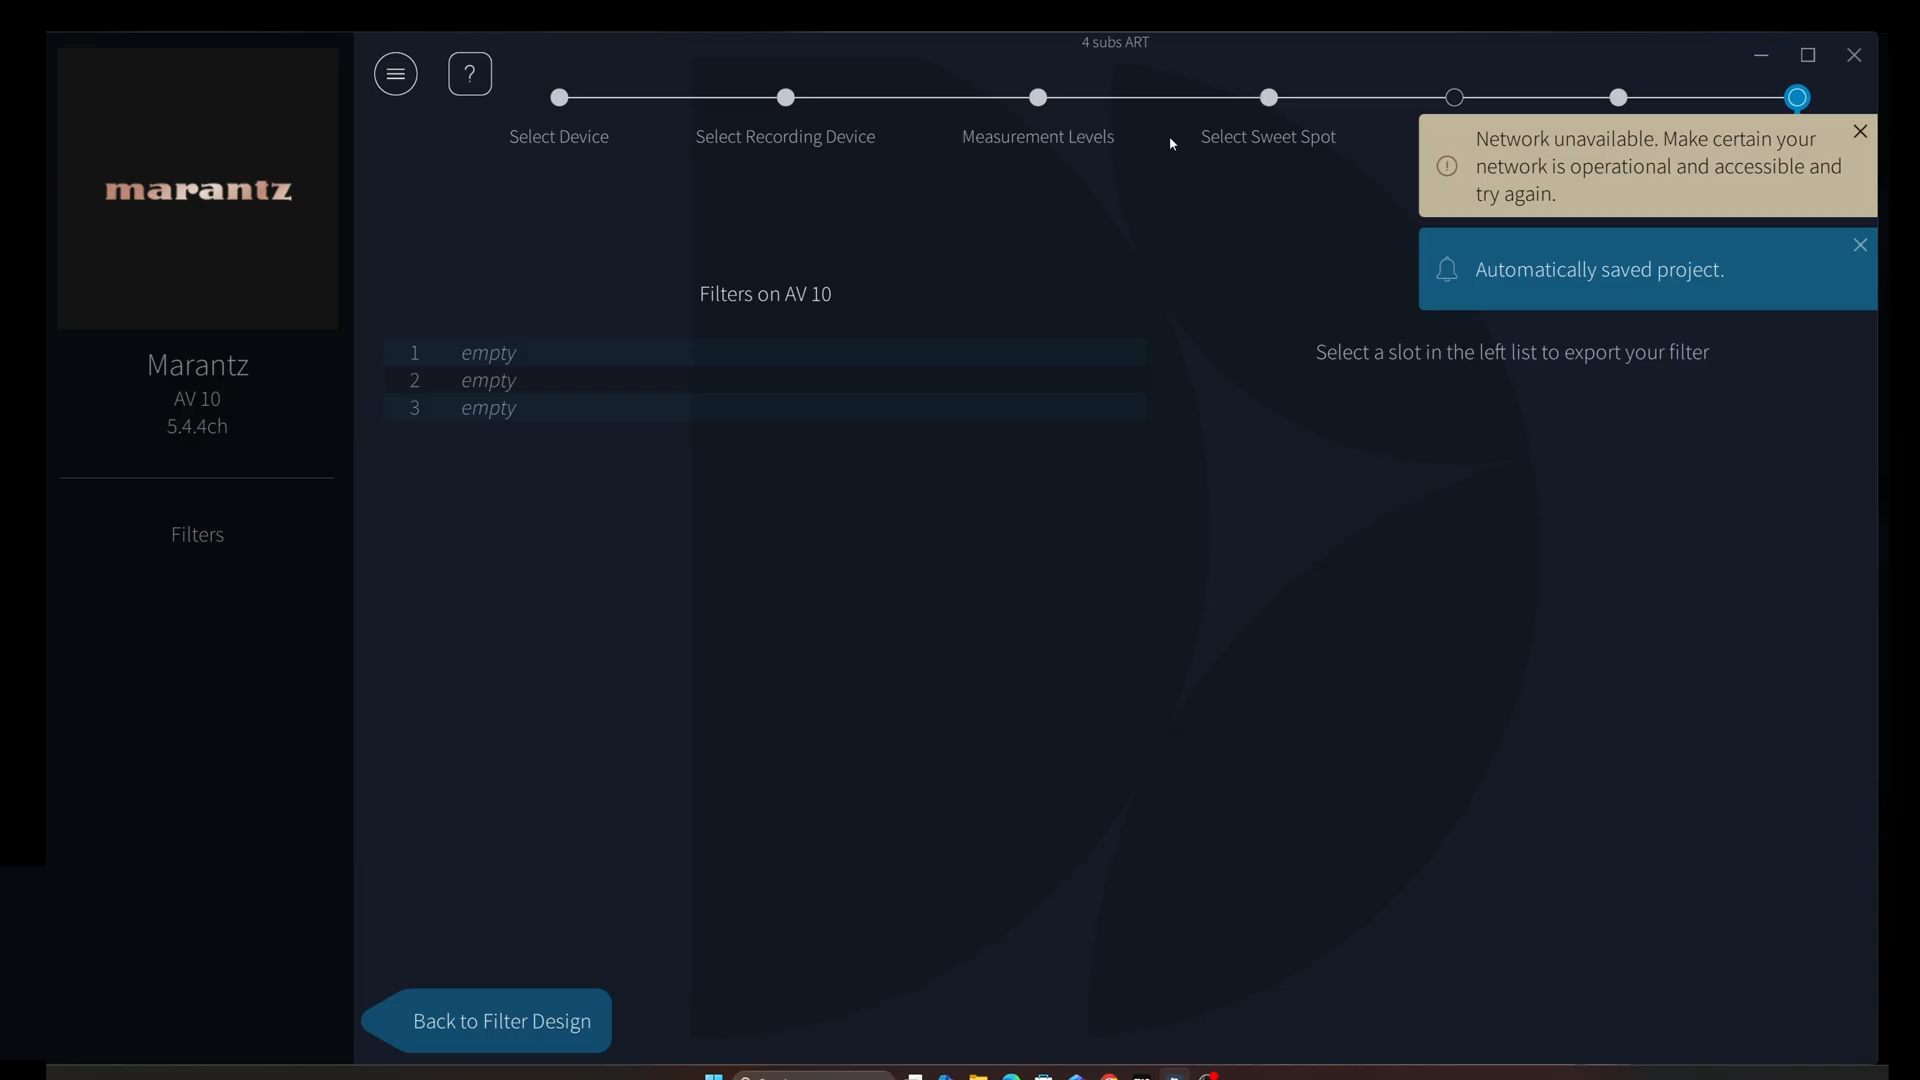 4 subs ART
?
Select Device
Select Recording Device
Measurement Levels
Select Sweet Spot
Network unavailable. Make certain your
network is operational and accessible and
try again.
Automatically saved project.
marantz
Marantz
AV 10
5.4.4ch
Filters
Filters on AV 10
1 empty
2 empty
3 empty
Select a slot in the left list to export your filter
Back to Filter Design